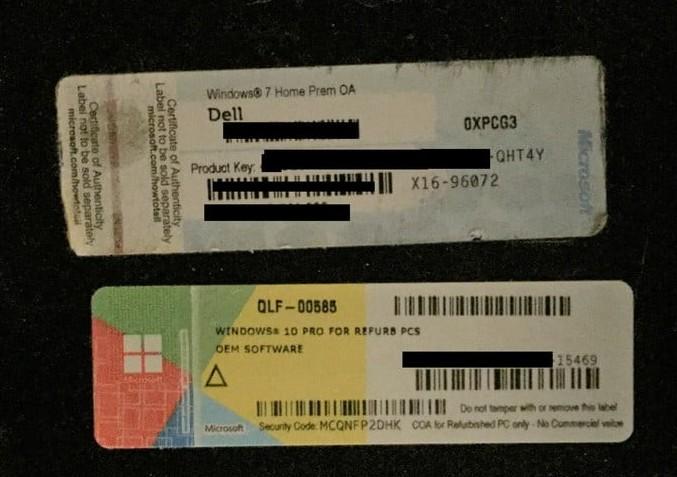 Certificate of Authenticity
Label not to be sold separately
microsoft.com/howtotell
Certificate of Authenticity
Label not to be sold separately
microsoft.com/howtotell
Windows® 7 Home Prem OA
Dell
0XPCG3
Product Key:
-QHT4Y
X16-96072
Microsoft
QLF-00585
WINDOWS® 10 PRO FOR REFURB PCS
OEM SOFTWARE
Microsoft
-15469
Do not tamper with or remove this label
Microsoft
Security Code: MCQNFP2DHK
COA for Refurbished PC only - No Commercial value